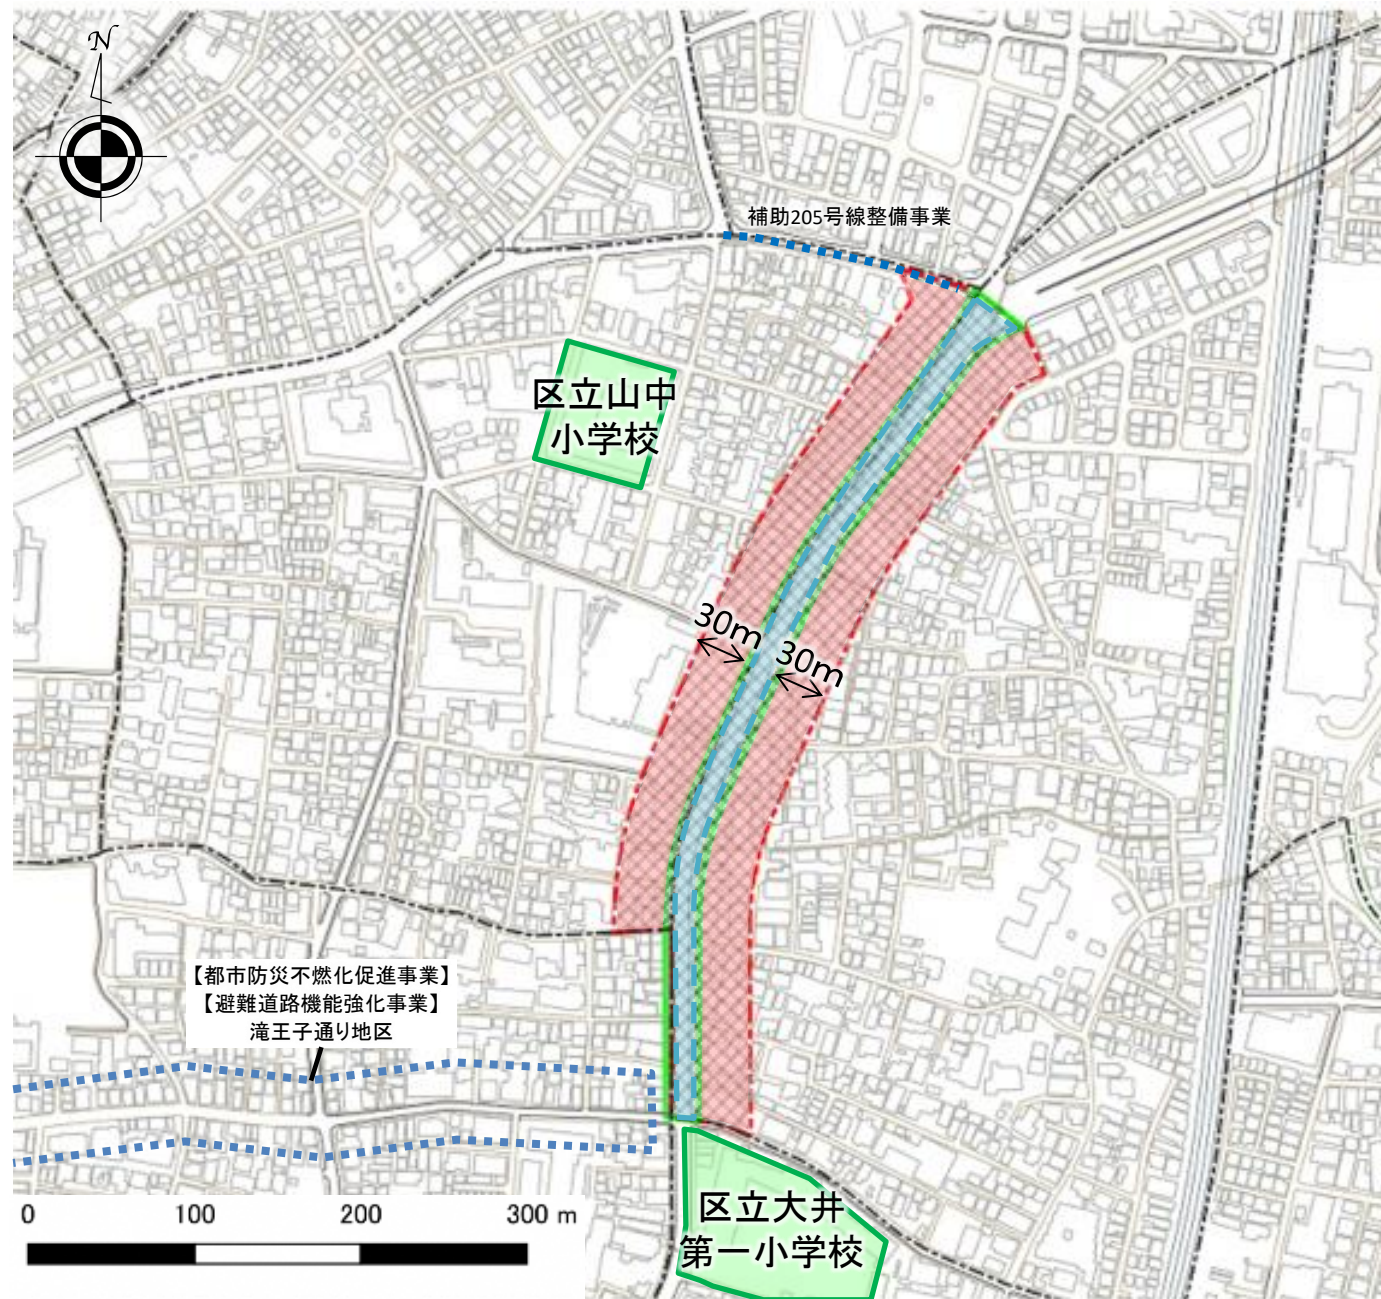 N
補助205号線整備事業
区立山中
小学校
30m
30m
【都市防災不燃化促進事業】
【避難道路機能強化事業】
滝王子通り地区
区立大井
第一小学校
0 100 200 300 m